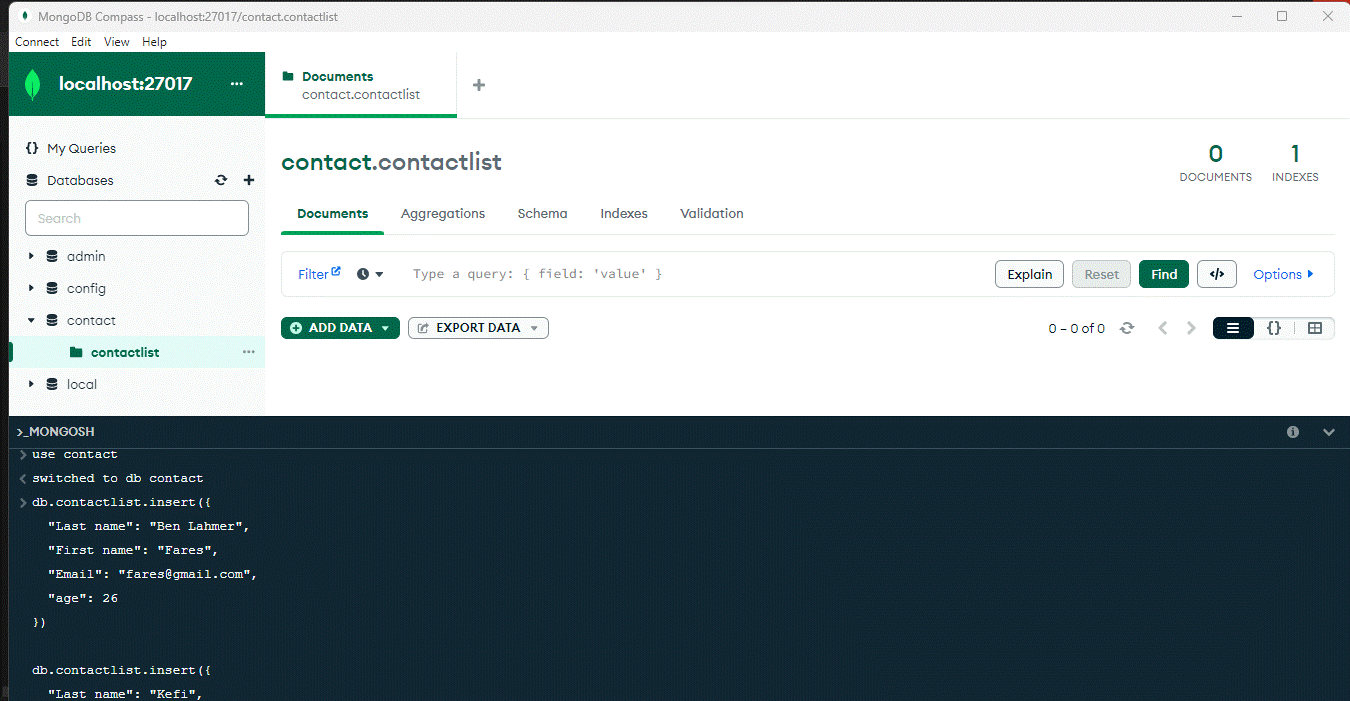 MongoDB Compass - localhost:27017/contact.contactlist
Connect Edit View Help
localhost:27017 ...
Documents
contact.contactlist
+
{} My Queries
Databases
Search
admin
config
contact
contactlist ...
local
contact.contactlist
0
DOCUMENTS
1
INDEXES
Documents Aggregations Schema Indexes Validation
Filter Type a query: { field: 'value' } Explain Reset Find </> Options
ADD DATA EXPORT DATA 0 – 0 of 0 {}
>_MONGOSH
> use contact
< switched to db contact
> db.contactlist.insert({
"Last name": "Ben Lahmer",
"First name": "Fares",
"Email": "fares@gmail.com",
"age": 26
})
db.contactlist.insert({
"Last name": "Kefi",